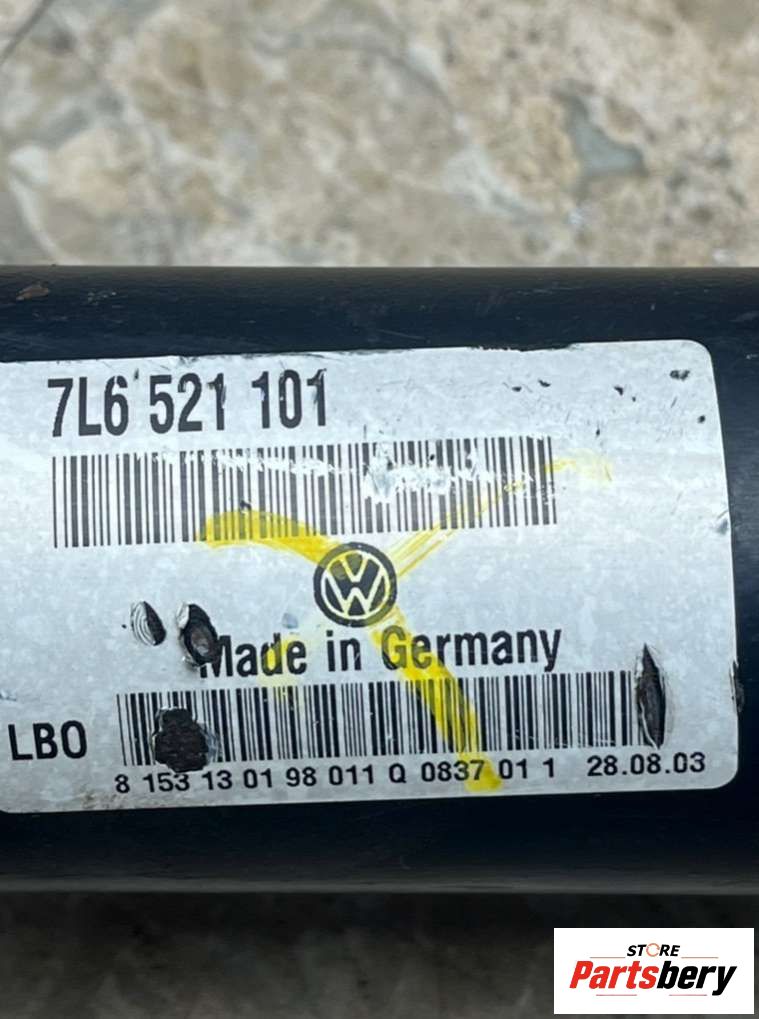 7L6 521 101
Made in Germany
LBO
8 153 13 01 98 011 Q 0837 01 1 28.08.03
STORE
Partsbery